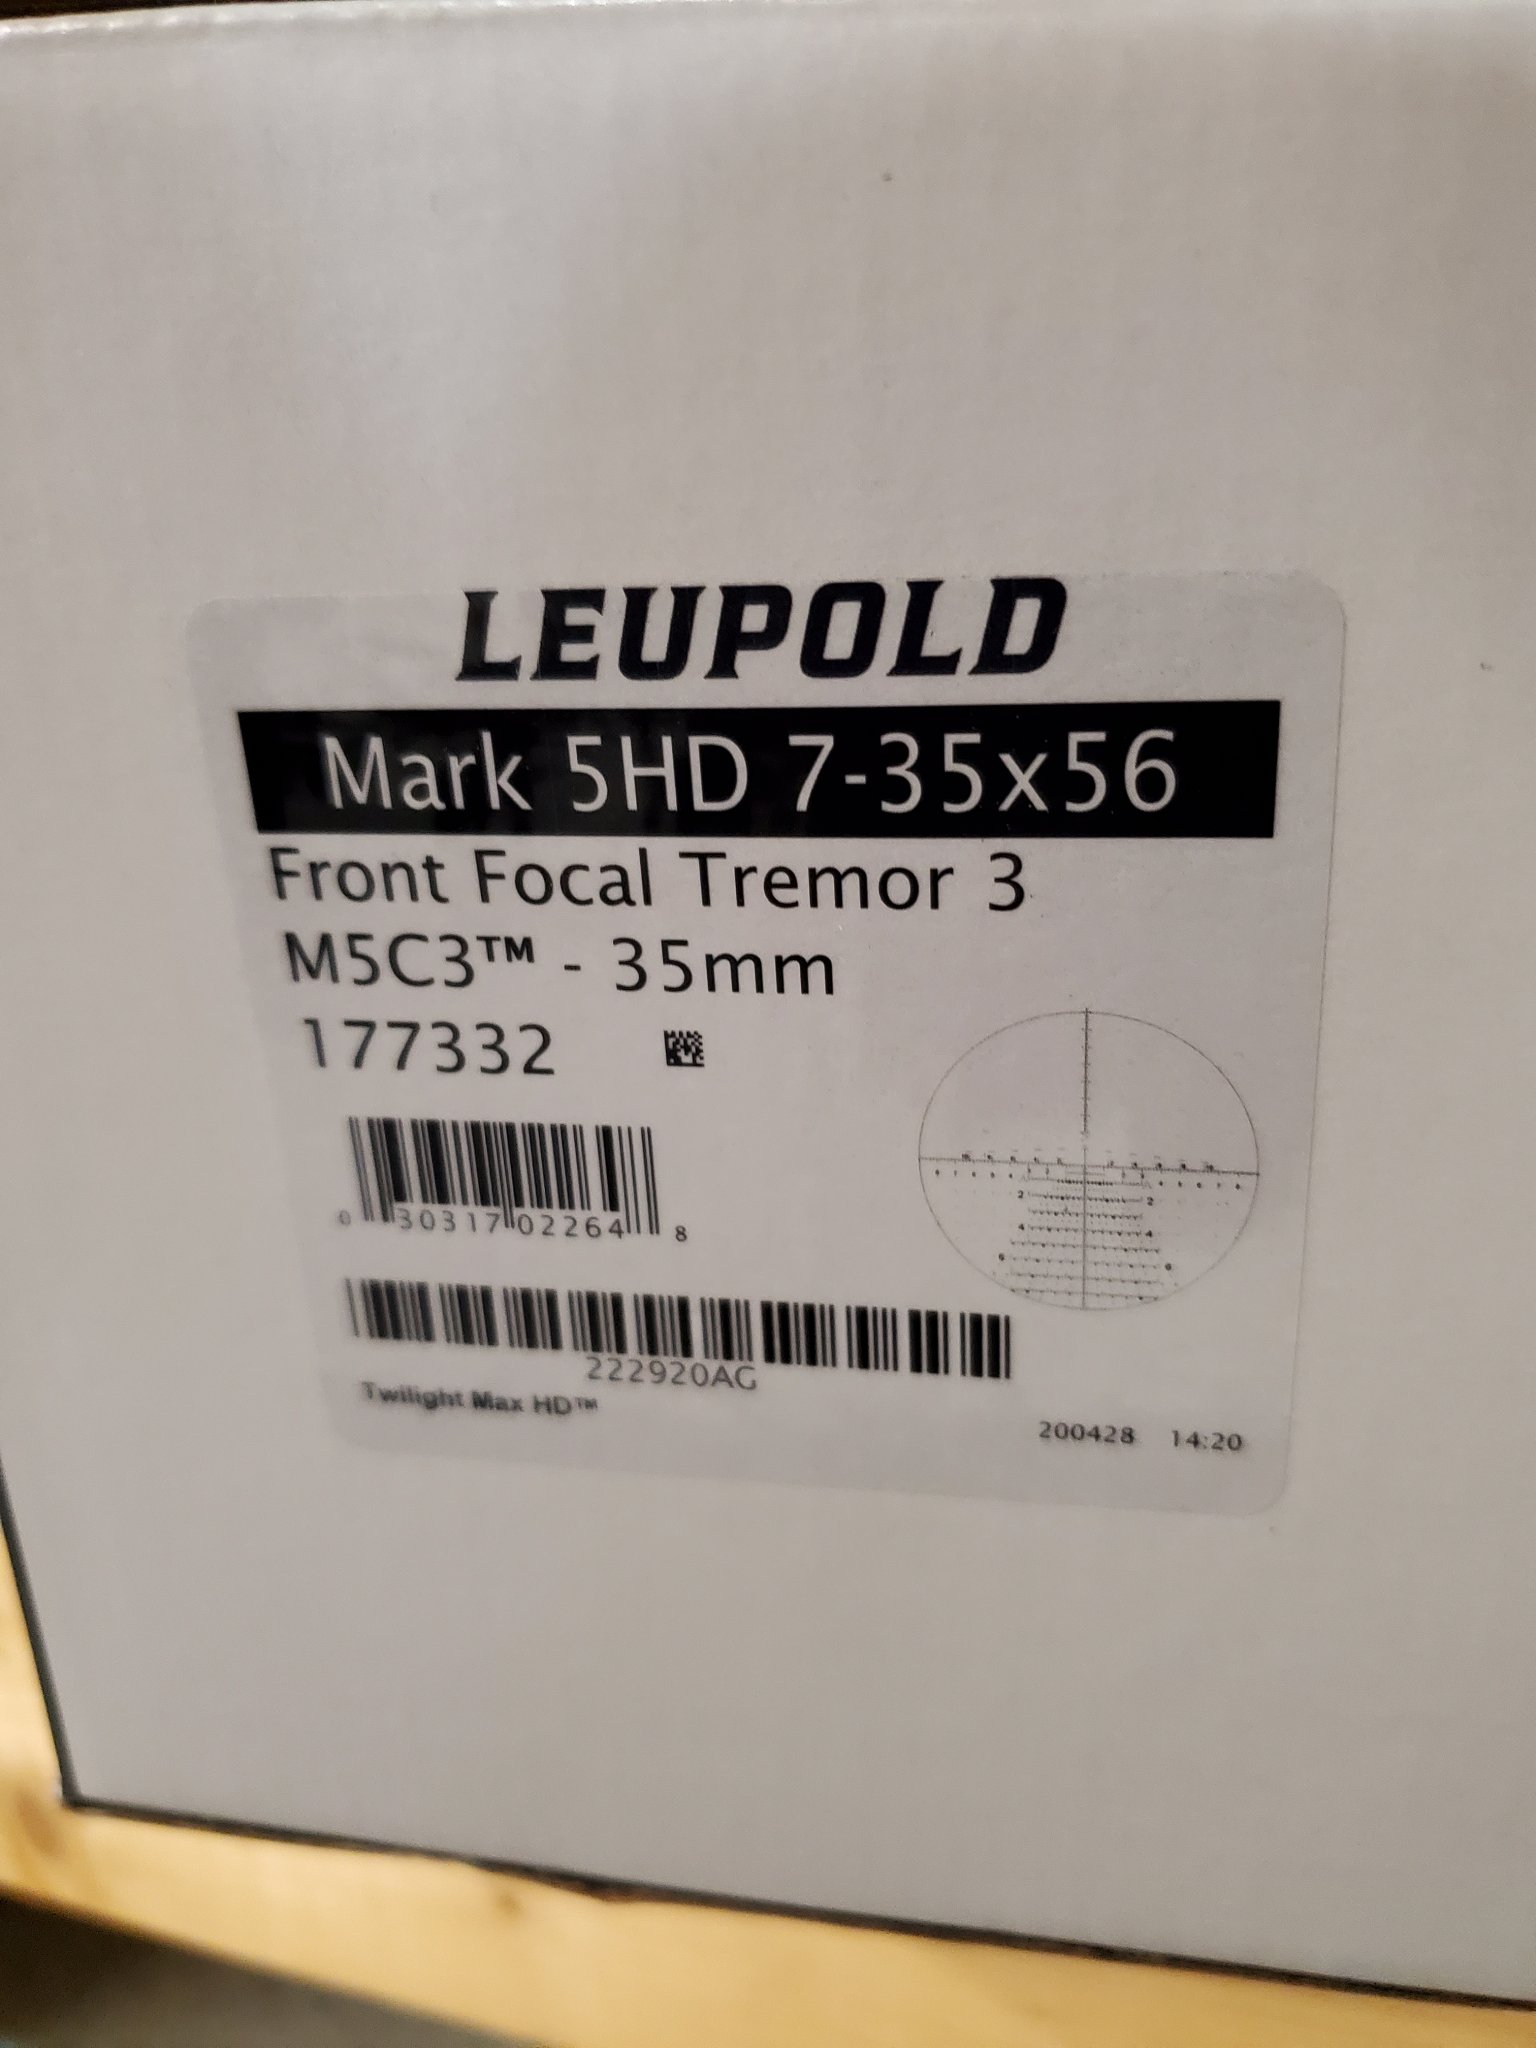 LEUPOLD
Mark 5HD 7-35x56
Front Focal Tremor 3
M5C3™ - 35mm
177332
0 30317 02264 8
222920AG
Twilight Max HD™
200428 14:20